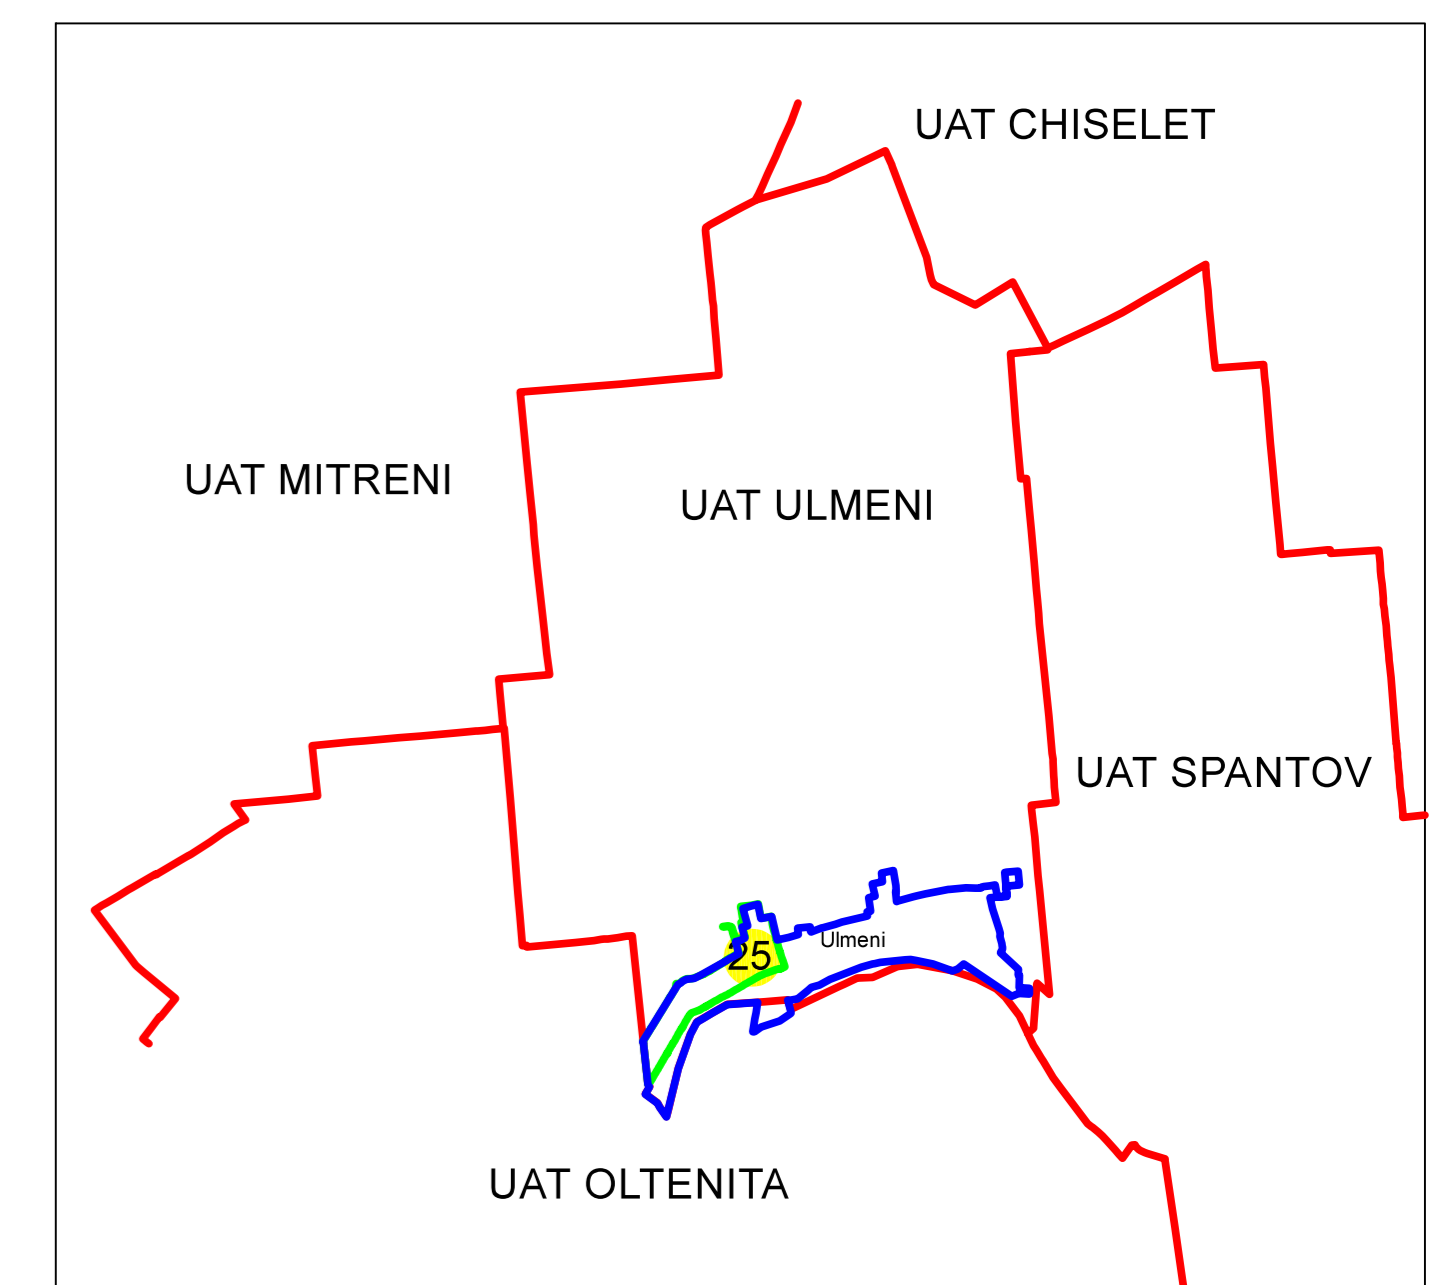 UAT CHISELET
UAT MITRENI
UAT ULMENI
UAT SPANTOV
Ulmeni
25
UAT OLTENITA